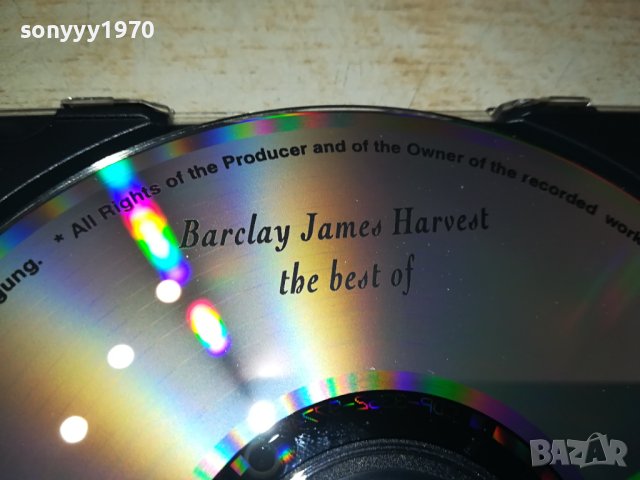 sonyyy1970
gung. * All Rights of the Producer and of the Owner of the recorded work
Barclay James Harvest
the best of
BAZAR